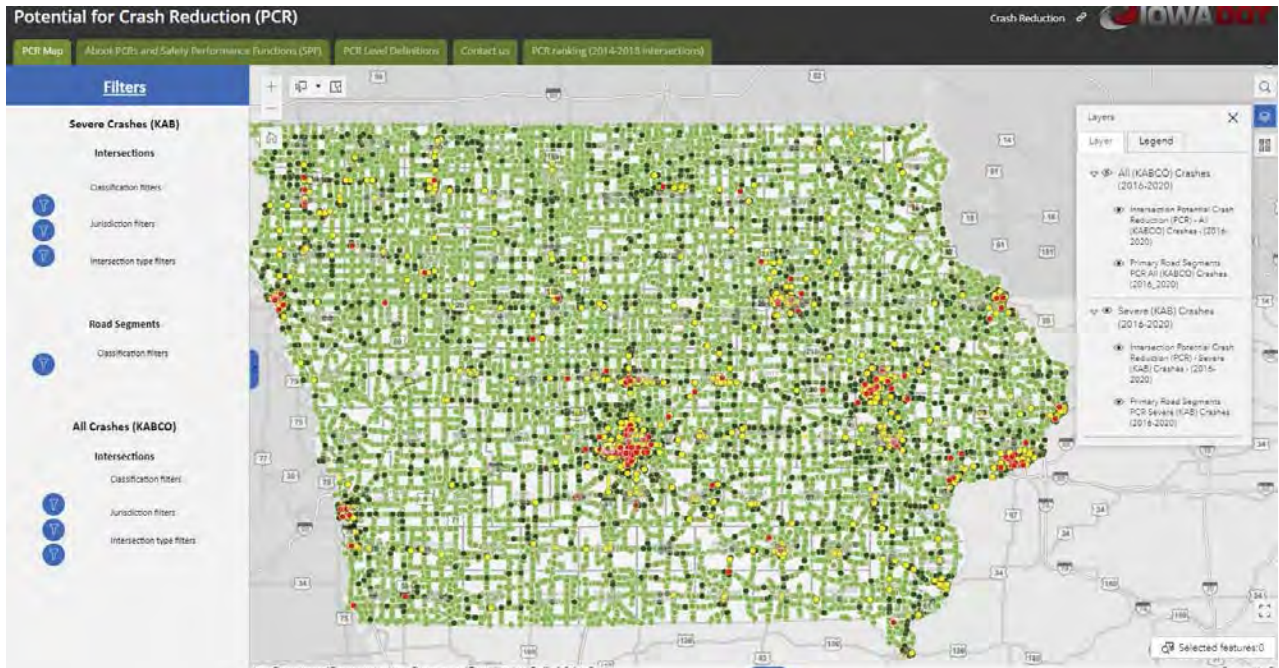 Potential for Crash Reduction (PCR)
Crash Reduction
IOWADOT
PCR Map
About PCRs and Safety Performance Functions (SPF)
PCR Level Definitions
Contact us
PCR ranking (2014-2018 intersections)
Filters
Severe Crashes (KAB)
Intersections
Classification filters
Jurisdiction filters
Intersection type filters
Road Segments
Classification filters
All Crashes (KABCO)
Intersections
Classification filters
Jurisdiction filters
Intersection type filters
Layers
Layer
Legend
All (KABCO) Crashes
(2016-2020)
Intersection Potential Crash
Reduction (PCR) - All
(KABCO) Crashes - (2016-
2020)
Primary Road Segments
PCR All (KABCO) Crashes
(2016_2020)
Severe (KAB) Crashes
(2016-2020)
Intersection Potential Crash
Reduction (PCR) - Severe
(KAB) Crashes - (2016-
2020)
Primary Road Segments
PCR Severe (KAB) Crashes
(2016-2020)
Selected features:0